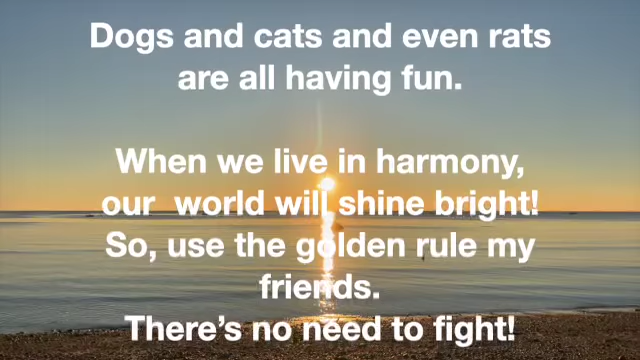 Dogs and cats and even rats
are all having fun.
When we live in harmony,
our  world will shine bright!
So, use the golden rule my
friends.
There’s no need to fight!